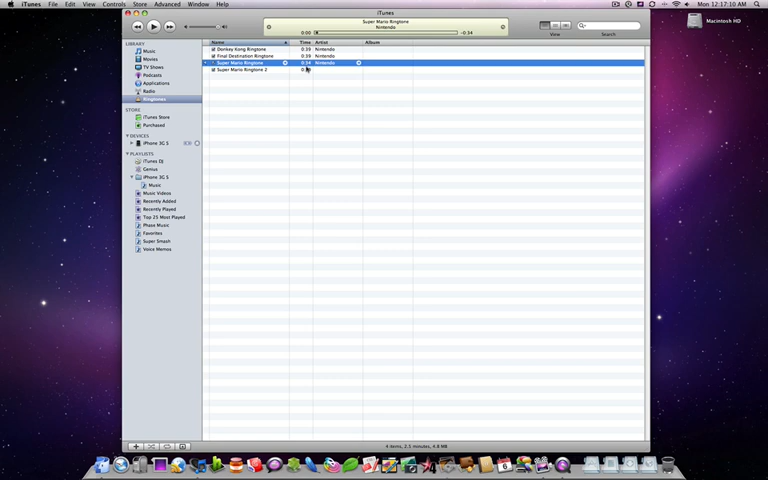 iTunes File Edit View Controls Store Advanced Window Help
Mon 12:17:10 AM
Macintosh HD
iTunes
Super Mario Ringtone
Nintendo
0:00 -0:34
View Search
LIBRARY
Music
Movies
TV Shows
Podcasts
Applications
Radio
Ringtones
STORE
iTunes Store
Purchased
DEVICES
iPhone 3G S
PLAYLISTS
iTunes DJ
Genius
iPhone 3G S
Music
Music Videos
Recently Added
Recently Played
Top 25 Most Played
Phase Music
Favorites
Super Smash
Voice Memos
Name Time Artist Album
Donkey Kong Ringtone 0:39 Nintendo
Final Destination Ringtone 0:39 Nintendo
Super Mario Ringtone 0:34 Nintendo
Super Mario Ringtone 2
4 items, 2.5 minutes, 4.8 MB
6